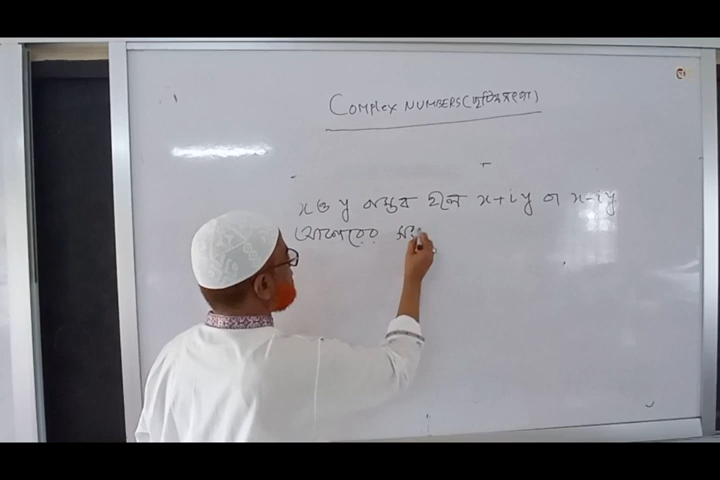 COMPLEX NUMBERS (জটিল সংখ্যা)
x ও y বাস্তব হলে x+iy বা x-iy
আকারের সং